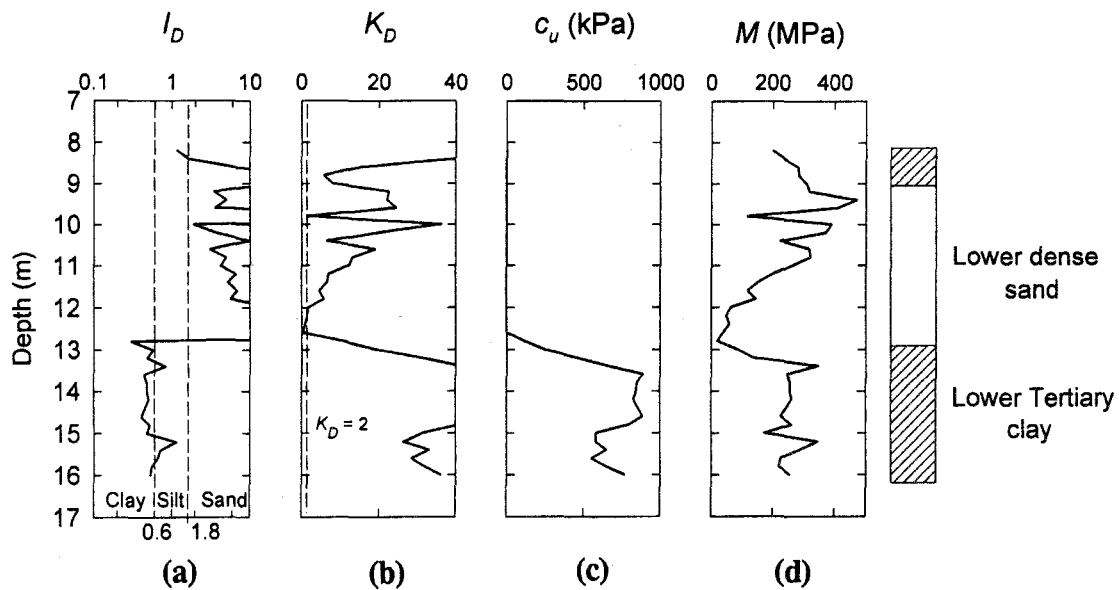 I_D
K_D
c_u (kPa)
M (MPa)
0.1 1 10
0 20 40
0 500 1000
0 200 400
7
8
9
10
11
12
13
14
15
16
17
Depth (m)
K_D = 2
Clay Silt Sand
0.6 1.8
Lower dense
sand
Lower Tertiary
clay
(a)
(b)
(c)
(d)